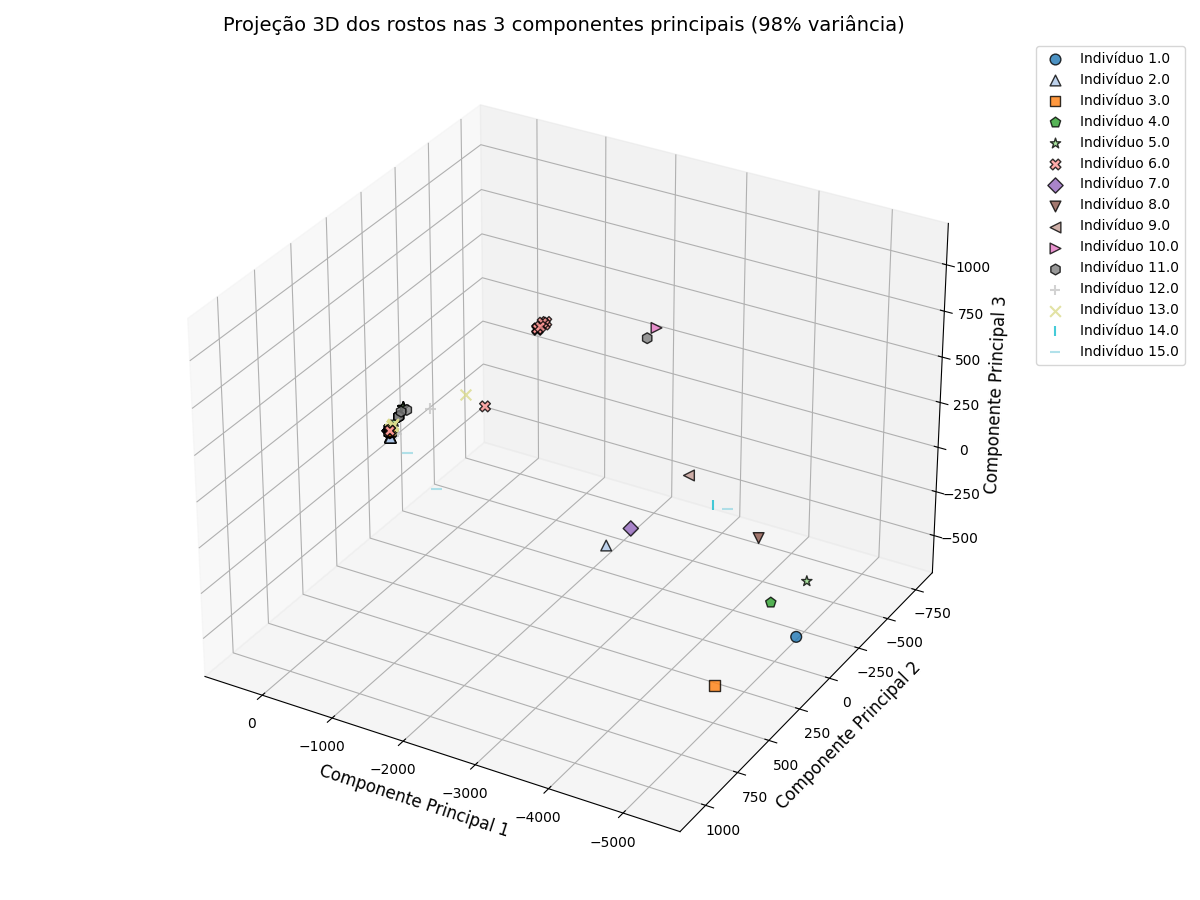 Projeção 3D dos rostos nas 3 componentes principais (98% variância)
Indivíduo 1.0
Indivíduo 2.0
Indivíduo 3.0
Indivíduo 4.0
Indivíduo 5.0
Indivíduo 6.0
Indivíduo 7.0
Indivíduo 8.0
Indivíduo 9.0
Indivíduo 10.0
Indivíduo 11.0
Indivíduo 12.0
Indivíduo 13.0
Indivíduo 14.0
Indivíduo 15.0
1000
750
500
250
0
−250
−500
Componente Principal 3
−750
−500
−250
0
250
500
750
1000
Componente Principal 2
0
−1000
−2000
−3000
−4000
−5000
Componente Principal 1